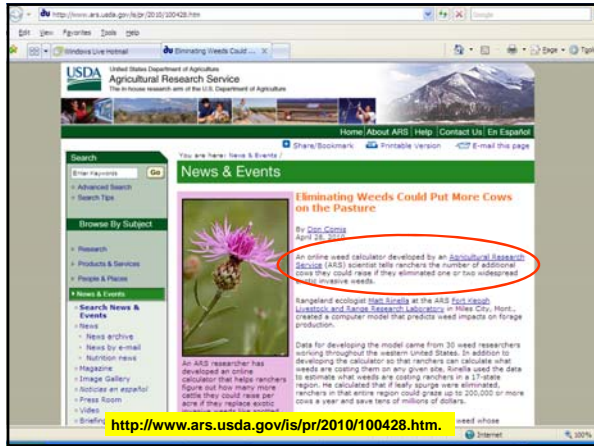 http://www.ars.usda.gov/is/pr/2010/100428.htm
Google
Edit View Favorites Tools Help
Windows Live Hotmail
Eliminating Weeds Could ... X
Page
USDA
United States Department of Agriculture
Agricultural Research Service
The in-house research arm of the U.S. Department of Agriculture
Home | About ARS | Help | Contact Us | En Español
Share/Bookmark Printable Version E-mail this page
Search
Enter Keywords Go
Advanced Search
Search Tips
Browse By Subject
Research
Products & Services
People & Places
News & Events
Search News &
Events
News
News archive
News by e-mail
Nutrition news
Magazine
Image Gallery
Noticias en español
Press Room
Video
Briefing
You are here: News & Events /
News & Events
An ARS researcher has
developed an online
calculator that helps ranchers
figure out how many more
cattle they could raise per
acre if they replace exotic
Eliminating Weeds Could Put More Cows
on the Pasture
By Don Comis
April 28, 2010
An online weed calculator developed by an Agricultural Research
Service (ARS) scientist tells ranchers the number of additional
cows they could raise if they eliminated one or two widespread
exotic invasive weeds.
Rangeland ecologist Matt Rinella at the ARS Fort Keogh
Livestock and Range Research Laboratory in Miles City, Mont.,
created a computer model that predicts weed impacts on forage
production.
Data for developing the model came from 30 weed researchers
working throughout the western United States. In addition to
developing the calculator so that ranchers can calculate what
weeds are costing them on any given site, Rinella used the data
to estimate what weeds are costing ranchers in a 17-state
region. He calculated that if leafy spurge were eliminated,
ranchers in that entire region could graze up to 200,000 or more
cows a year and save tens of millions of dollars.
weed whose
http://www.ars.usda.gov/is/pr/2010/100428.htm.
Internet